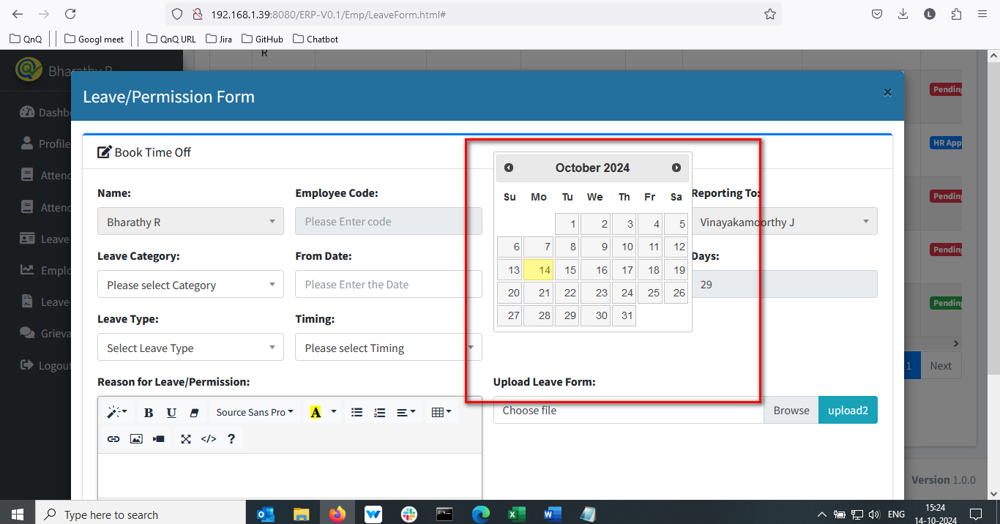 192.168.1.39:8080/ERP-V0.1/Emp/LeaveForm.html#
L
QnQ Googl meet QnQ URL Jira GitHub Chatbot
R
Bharathy R
Leave/Permission Form ×
Pending
Dashb
Book Time Off
October 2024
Profile
HR App
Su Mo Tu We Th Fr Sa
Attend
Name: Employee Code: Reporting To:
Pending
Bharathy R Please Enter code Vinayakamoorthy J
1 2 3 4 5
Attend
6 7 8 9 10 11 12
Leave
Pending
Leave Category: From Date: Days:
13 14 15 16 17 18 19
Emplo
Please select Category Please Enter the Date 29
20 21 22 23 24 25 26
Leave
Pending
27 28 29 30 31
Leave Type: Timing:
Grieva
Select Leave Type Please select Timing
Logout
1 Next
Reason for Leave/Permission: Upload Leave Form:
B U Source Sans Pro A
Choose file Browse upload2
</> ?
Version 1.0.0
Type here to search
W
ENG
15:24
14-10-2024